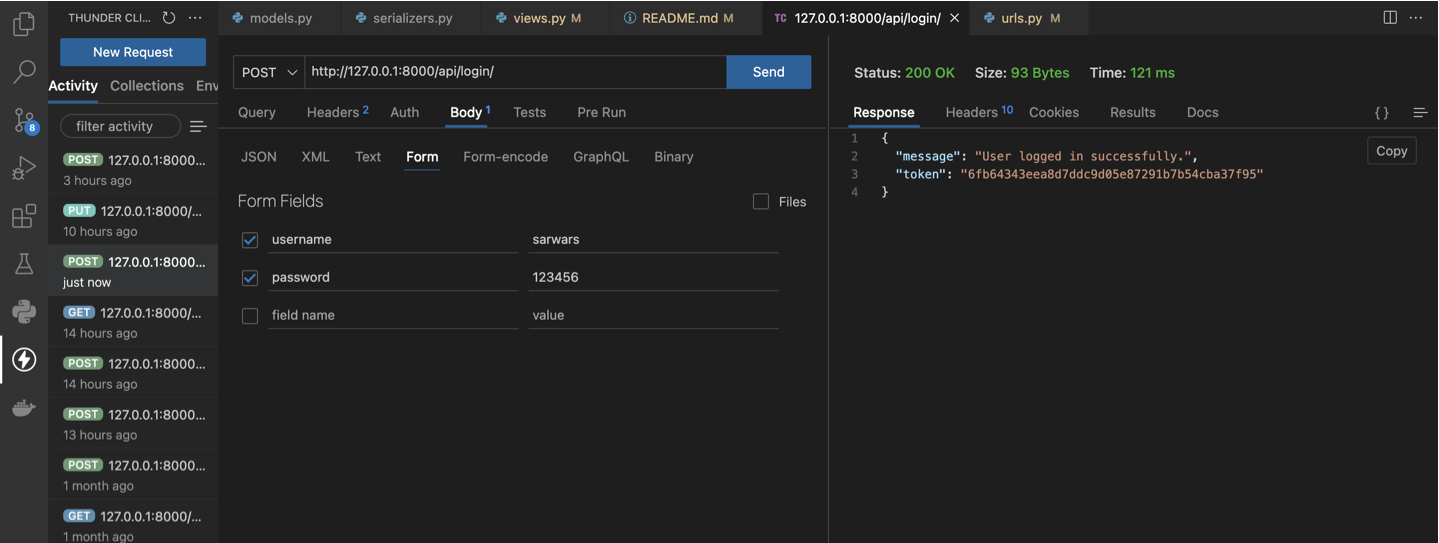 THUNDER CLI... ···
models.py
serializers.py
views.py M
README.md M
TC 127.0.0.1:8000/api/login/
urls.py M
New Request
Activity Collections Env
filter activity
POST 127.0.0.1:8000...
3 hours ago
PUT 127.0.0.1:8000/...
10 hours ago
POST 127.0.0.1:8000...
just now
GET 127.0.0.1:8000/...
14 hours ago
POST 127.0.0.1:8000...
14 hours ago
POST 127.0.0.1:8000...
13 hours ago
POST 127.0.0.1:8000...
1 month ago
GET 127.0.0.1:8000/...
1 month ago
8
POST http://127.0.0.1:8000/api/login/ Send
Query Headers 2 Auth Body 1 Tests Pre Run
JSON XML Text Form Form-encode GraphQL Binary
Form Fields Files
username sarwars
password 123456
field name value
Status: 200 OK Size: 93 Bytes Time: 121 ms
Response Headers 10 Cookies Results Docs { }
1 {
2 "message": "User logged in successfully.",
3 "token": "6fb64343eea8d7ddc9d05e87291b7b54cba37f95"
4 }
Copy